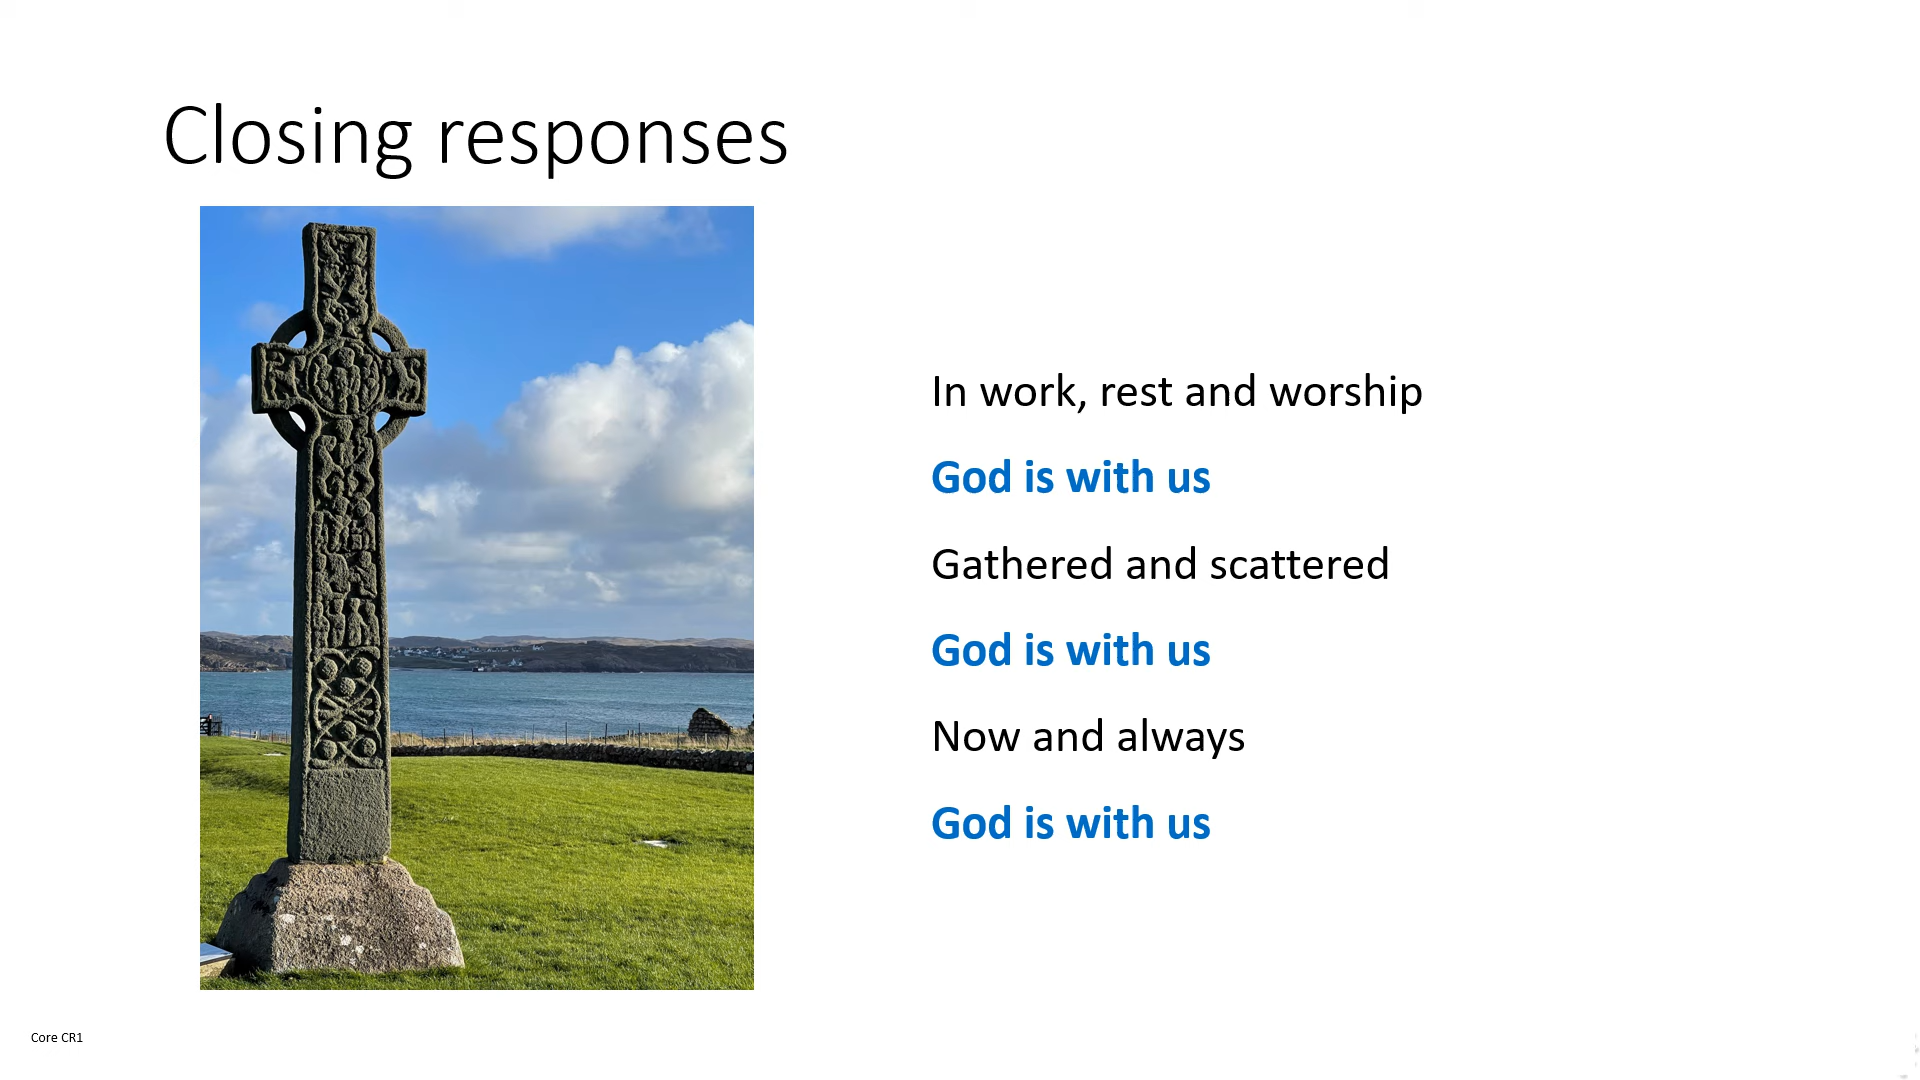 Closing responses
In work, rest and worship
God is with us
Gathered and scattered
God is with us
Now and always
God is with us
Core CR1